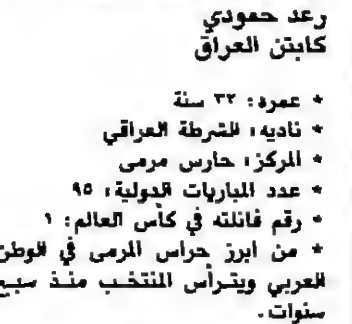 رعد حمودي
كابتن العراق
* عمره: ٣٢ سنة
* ناديه: الشرطة العراقي
* المركز: حارس مرمى
* عدد المباريات الدولية: ٩٥
* رقم فانلته في كأس العالم: ١
* من ابرز حراس المرمى في الوطن
العربي ويترأس المنتخب منذ سبع
سنوات.